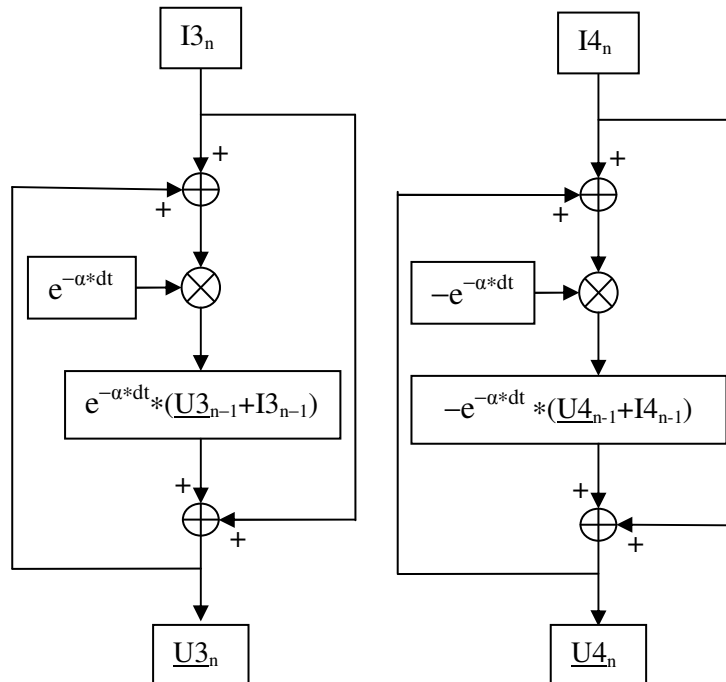 I3ₙ
+
+
e^{−α*dt}
e^{−α*dt}*(U3ₙ₋₁+I3ₙ₋₁)
+
+
U3ₙ
I4ₙ
+
+
−e^{−α*dt}
−e^{−α*dt} *(U4ₙ₋₁+I4ₙ₋₁)
+
+
U4ₙ